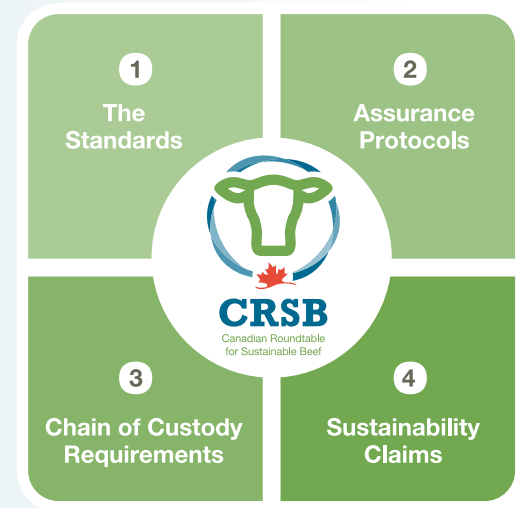 1
The
Standards
2
Assurance
Protocols
CRSB
Canadian Roundtable
for Sustainable Beef
3
Chain of Custody
Requirements
4
Sustainability
Claims